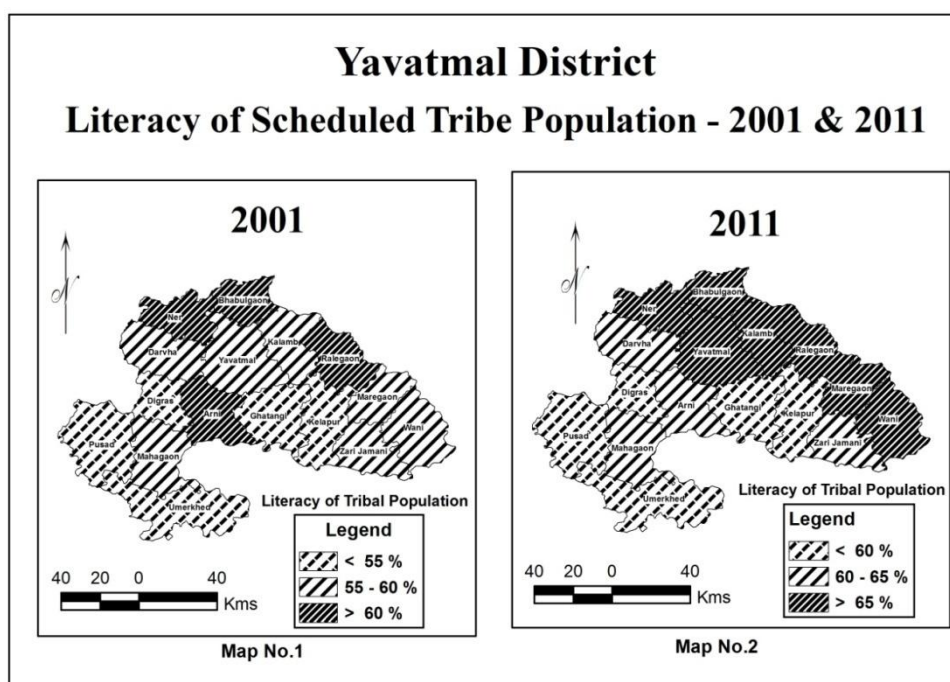 Yavatmal District
Literacy of Scheduled Tribe Population - 2001 & 2011
2001
N
Bhabulgaon
Ner
Kalamb
Darvha
Yavatmal
Ralegaon
Maregaon
Digras
Arni
Ghatangi
Kelapur
Wani
Pusad
Mahagaon
Zari Jamani
Umerkhed
Literacy of Tribal Population
Legend
< 55 %
55 - 60 %
> 60 %
40 20 0 40
Kms
Map No.1
2011
N
Bhabulgaon
Ner
Kalamb
Darvha
Yavatmal
Ralegaon
Maregaon
Digras
Arni
Ghatangi
Kelapur
Wani
Pusad
Mahagaon
Zari Jamani
Umerkhed
Literacy of Tribal Population
Legend
< 60 %
60 - 65 %
> 65 %
40 20 0 40
Kms
Map No.2